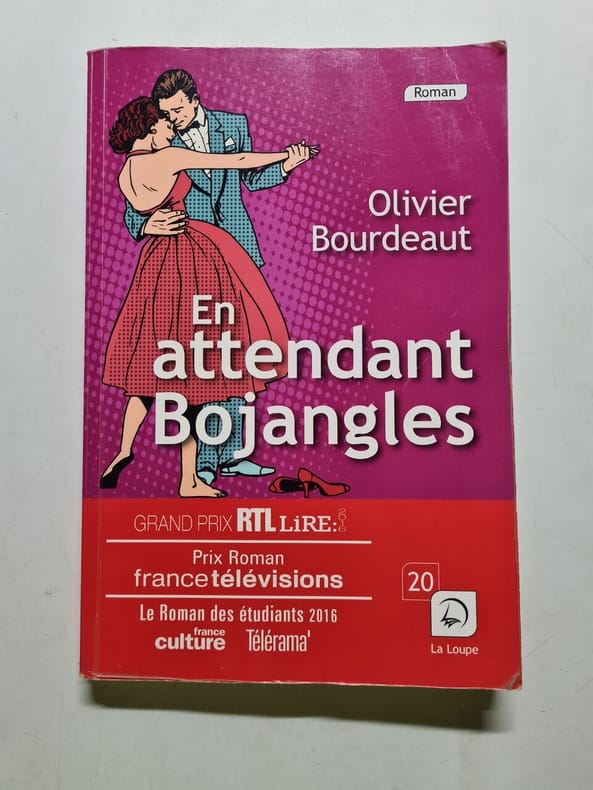 Roman
Olivier
Bourdeaut
En
attendant
Bojangles
GRAND PRIX RTL LiRE: 2016
Prix Roman
francetélévisions
Le Roman des étudiants 2016
france
culture
Télérama'
20
La Loupe